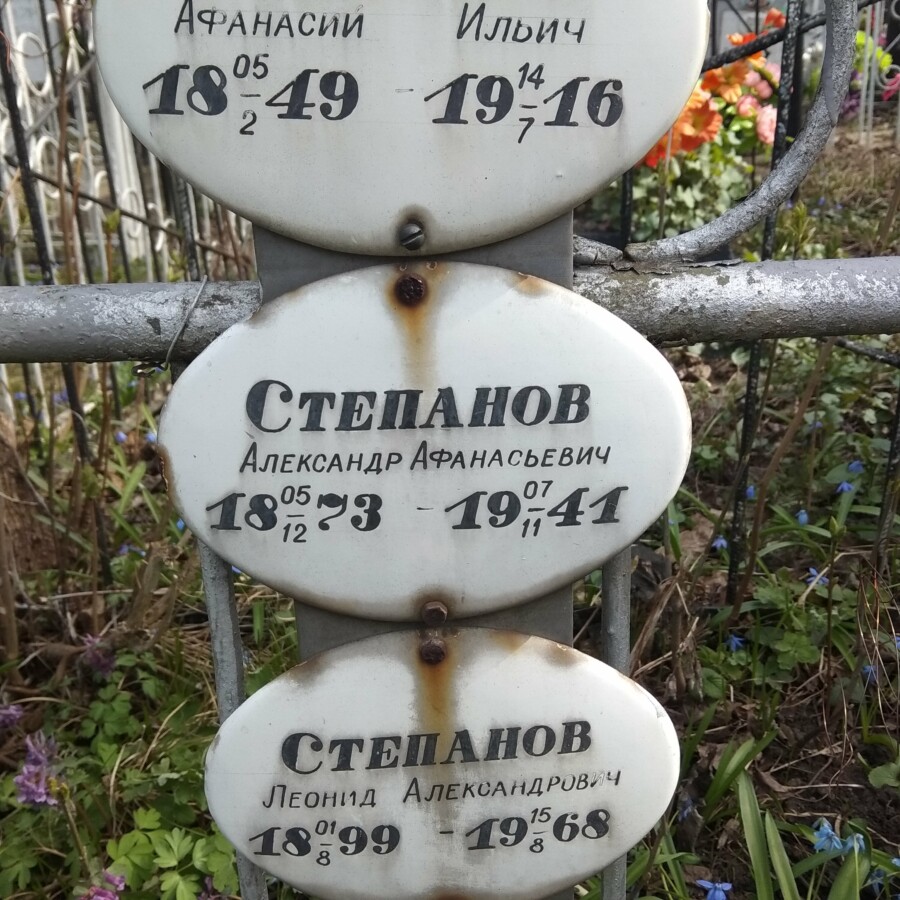 Афанасий Ильич
18 05/2 49 - 19 14/7 16
Степанов
Александр Афанасьевич
18 05/12 73 - 19 07/11 41
Степанов
Леонид Александрович
18 01/8 99 - 19 15/8 68